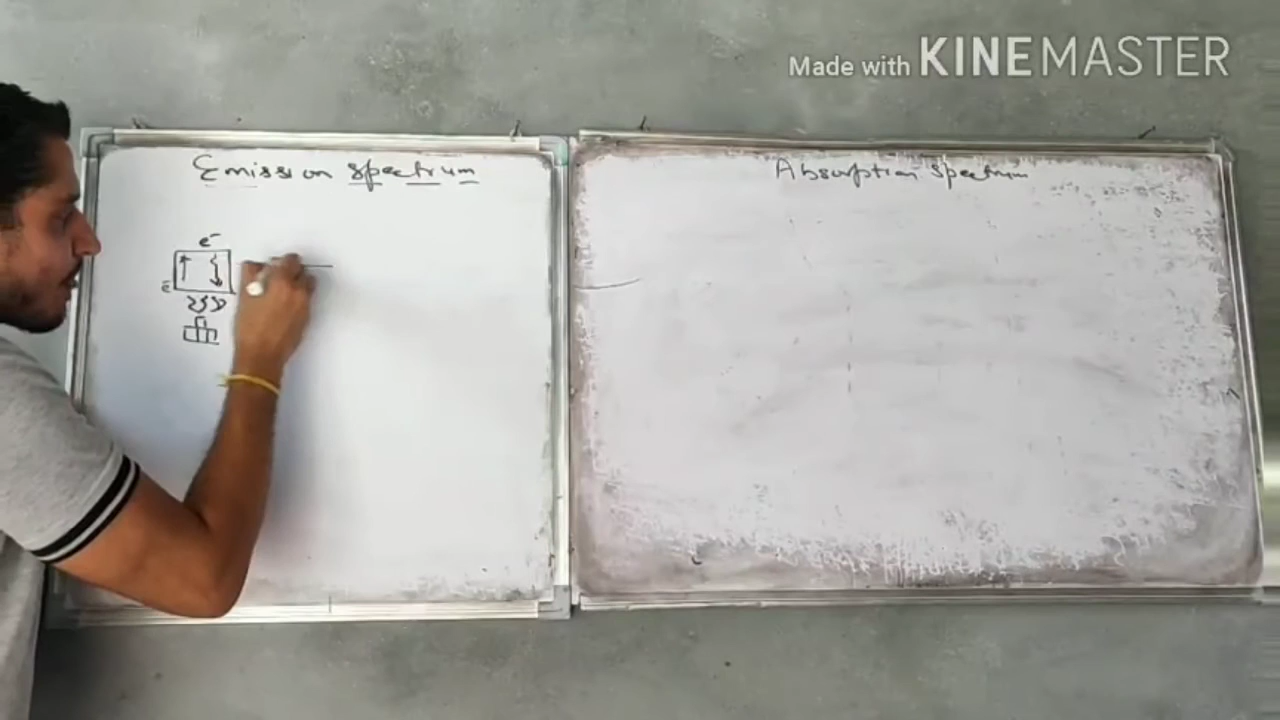 Made with KINEMASTER
Emission spectrum
Absorption spectrum
e⁻
e⁻